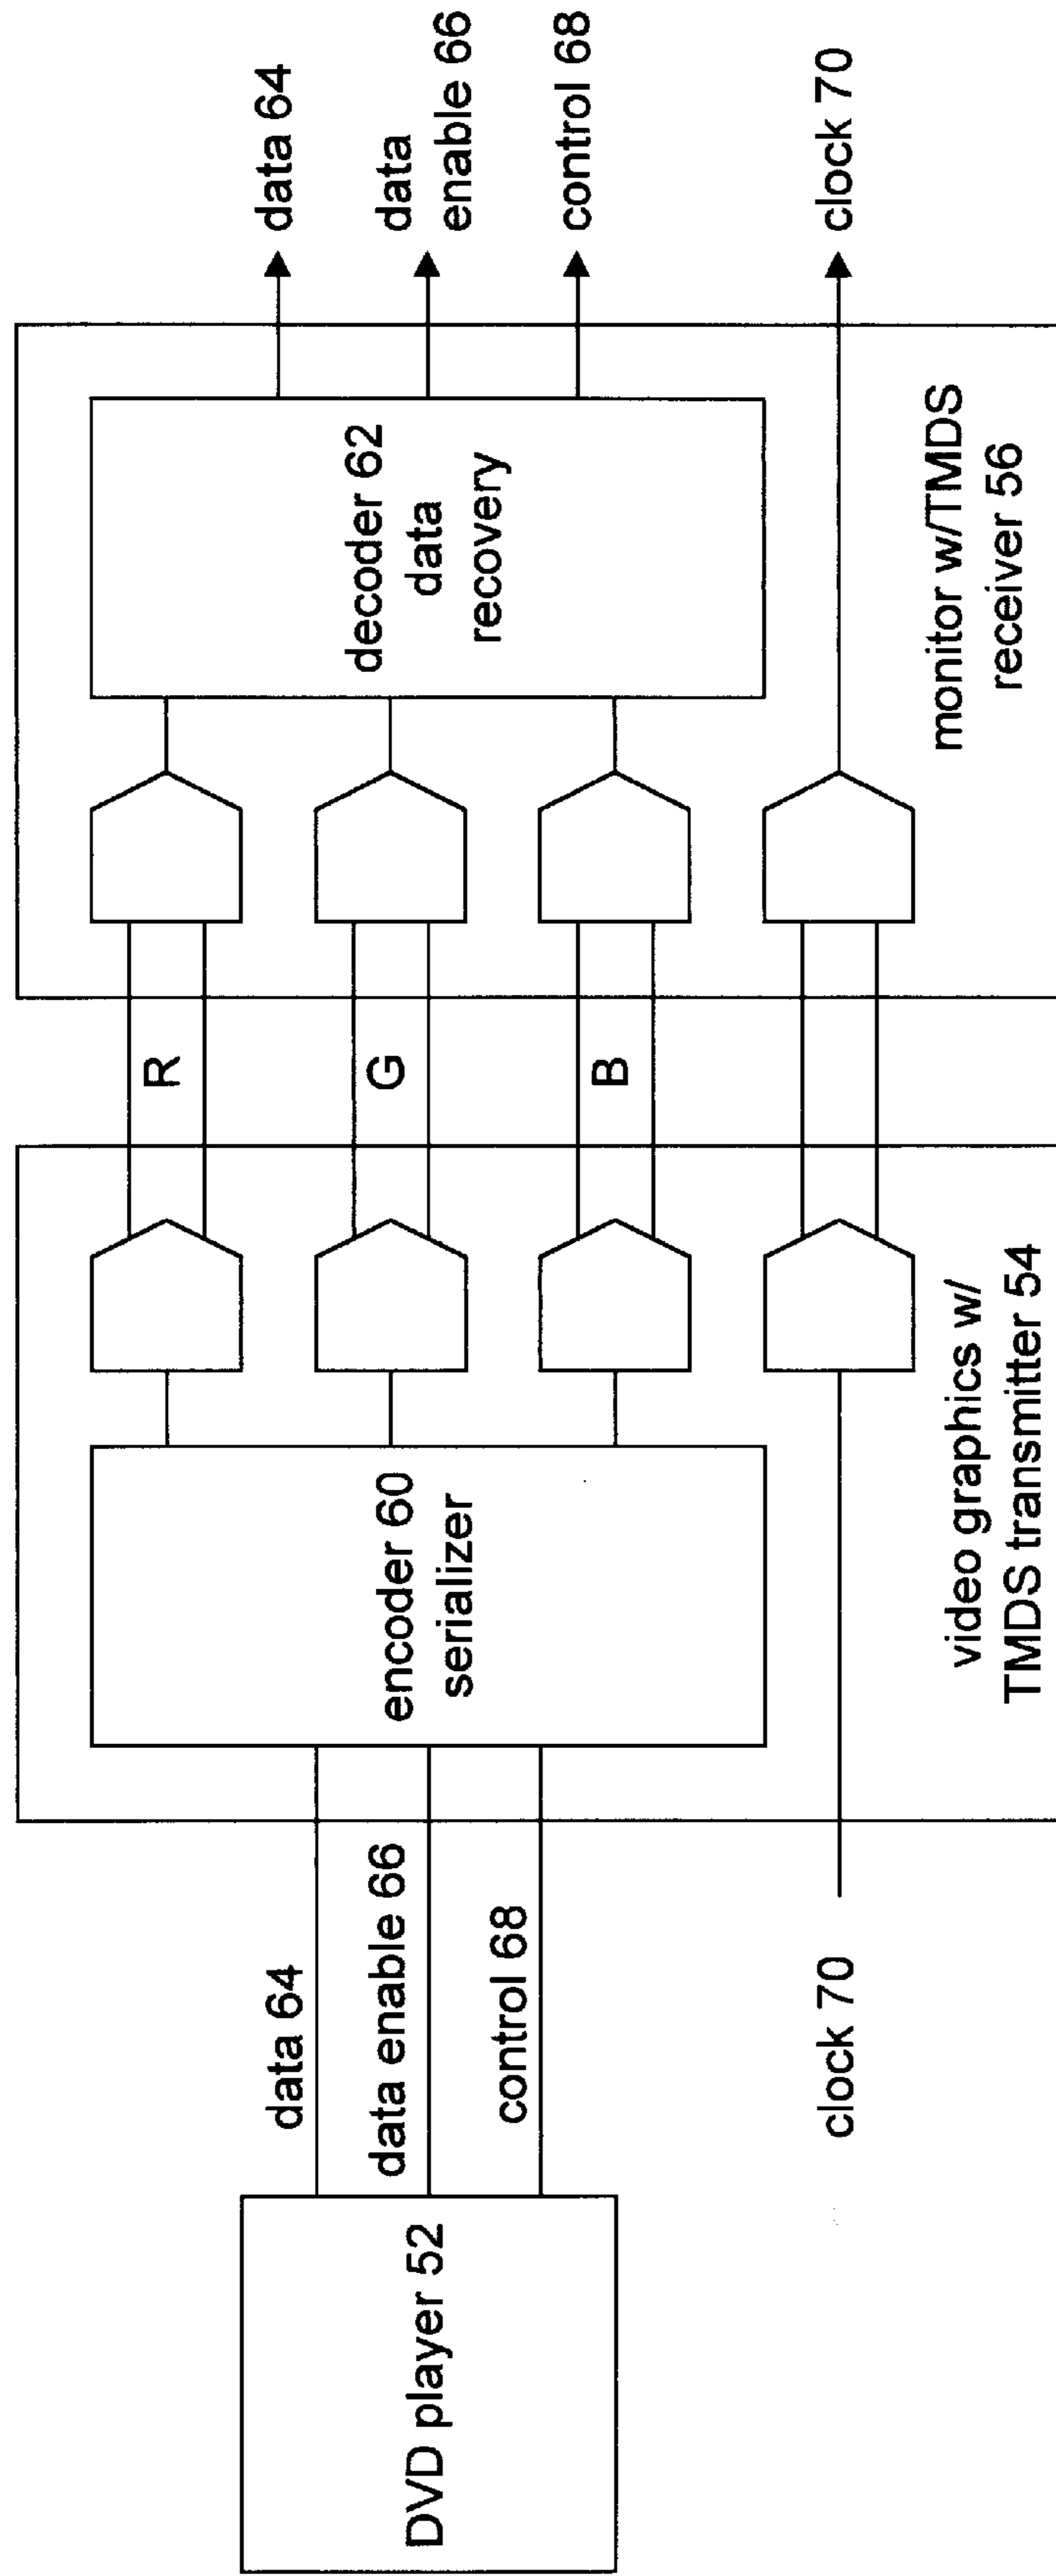 DVD player 52
data 64
data enable 66
control 68
clock 70
encoder 60
serializer
video graphics w/
TMDS transmitter 54
R
G
B
decoder 62
data
recovery
monitor w/TMDS
receiver 56
data 64
data
enable 66
control 68
clock 70